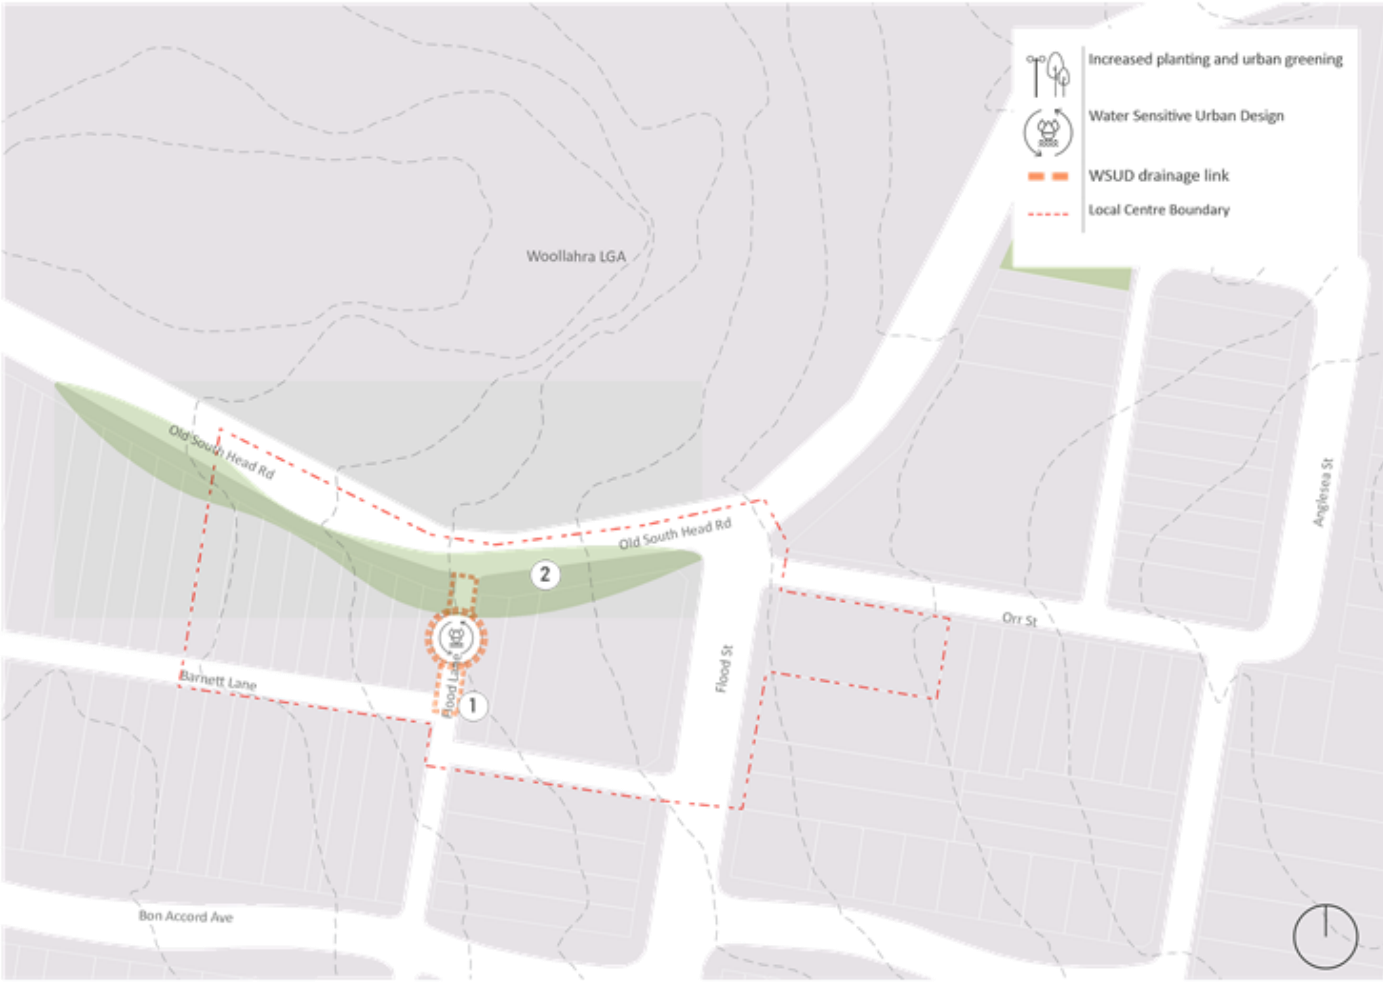 Increased planting and urban greening
Water Sensitive Urban Design
WSUD drainage link
Local Centre Boundary
Woollahra LGA
Old South Head Rd
Old South Head Rd
2
Orr St
Anglesea St
Flood St
Barnett Lane
Flood Lane
1
Bon Accord Ave